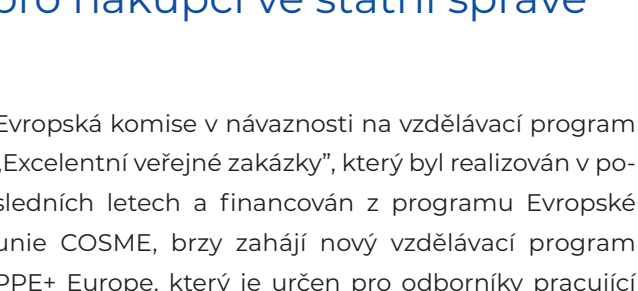 pro nákupčí ve státní správě
Evropská komise v návaznosti na vzdělávací program
„Excelentní veřejné zakázky”, který byl realizován v po-
sledních letech a financován z programu Evropské
unie COSME, brzy zahájí nový vzdělávací program
PPE+ Europe, který je určen pro odborníky pracující